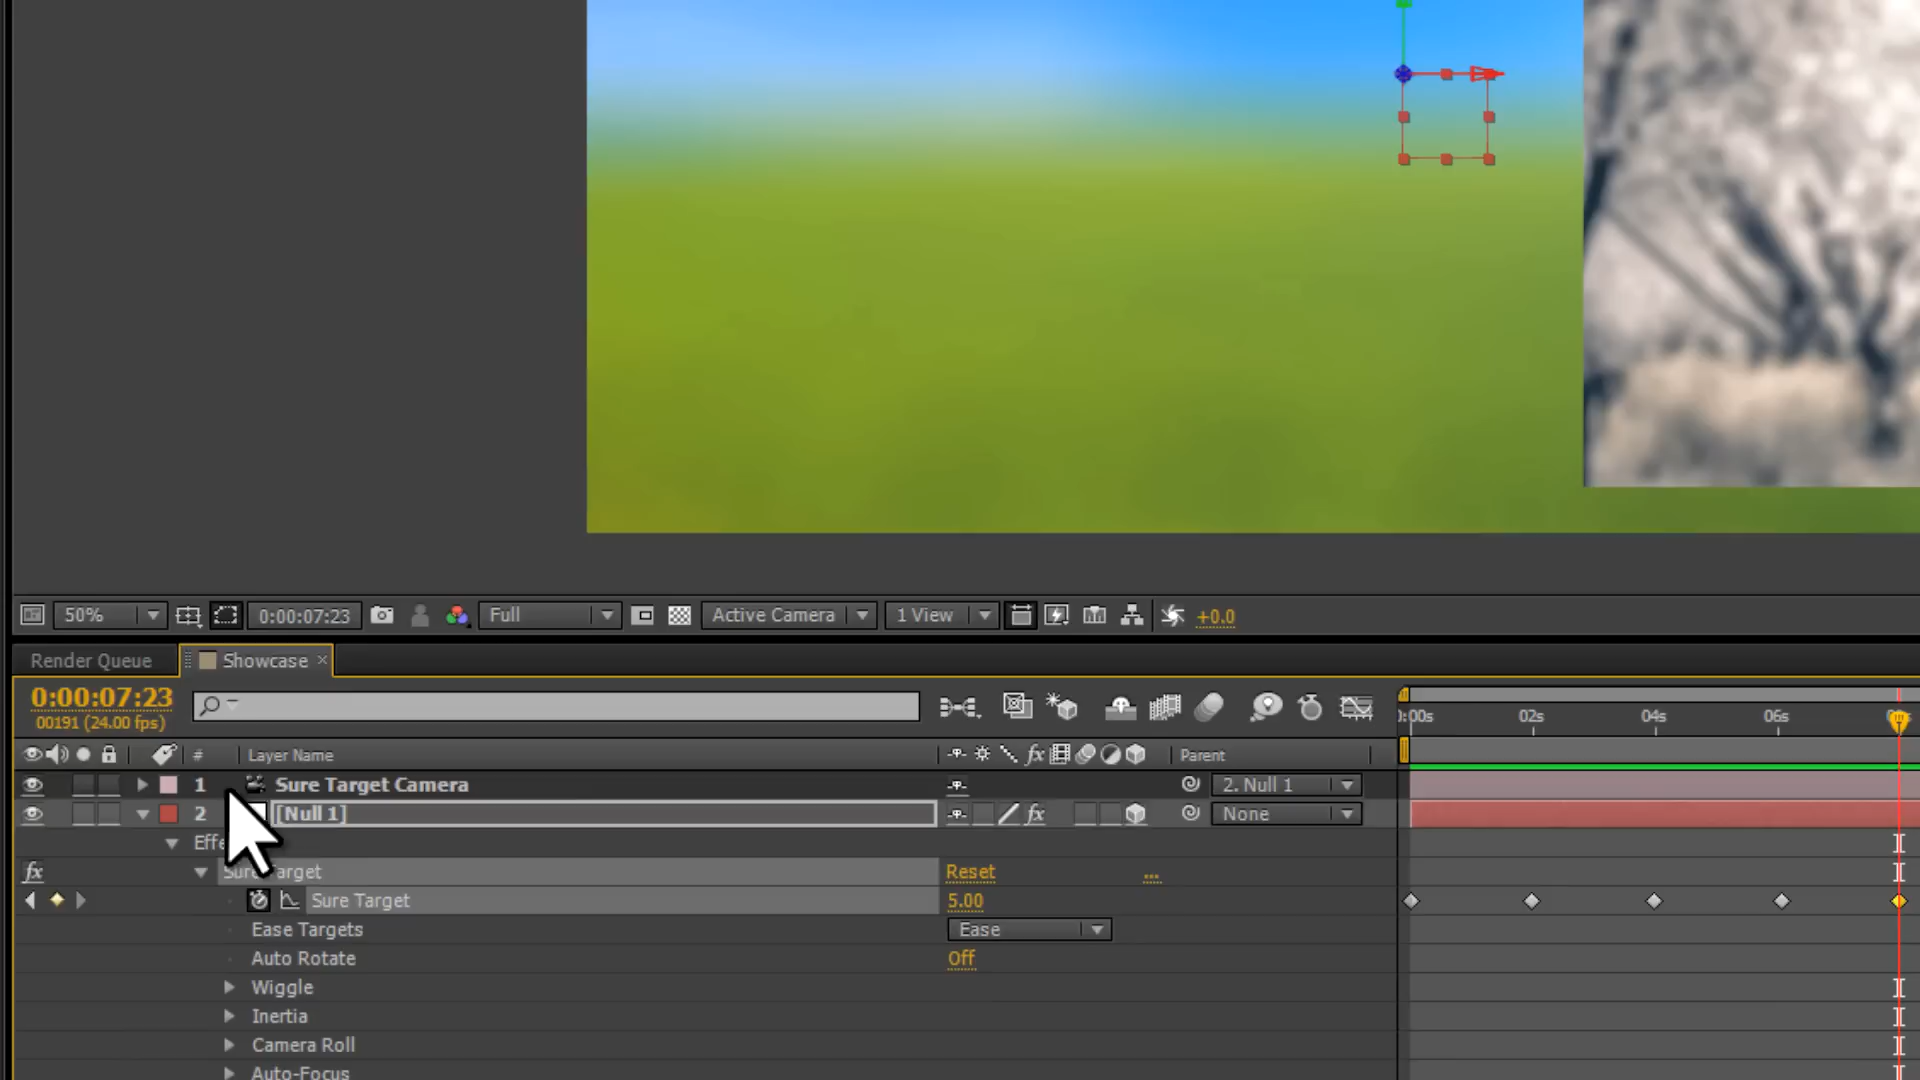 50%
0:00:07:23
Full
Active Camera
1 View
+0.0
Render Queue
Showcase ×
0:00:07:23
00191 (24.00 fps)
:00s 02s 04s 06s
# Layer Name
fx
Parent
1 Sure Target Camera
2. Null 1
2 [Null 1]
fx
None
fx
Reset
...
Sure Target
5.00
Ease Targets
Ease
Auto Rotate
Off
Wiggle
Inertia
Camera Roll
Auto-Focus